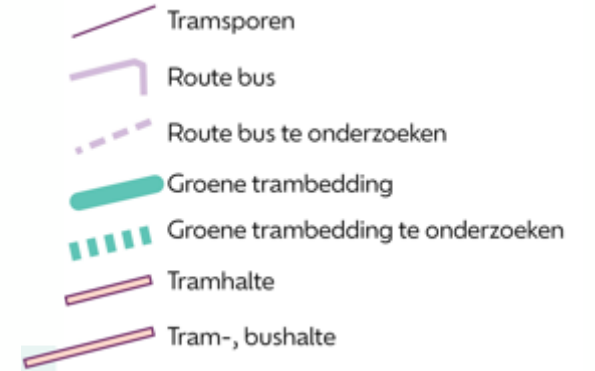 Tramsporen
Route bus
Route bus te onderzoeken
Groene trambedding
Groene trambedding te onderzoeken
Tramhalte
Tram-, bushalte